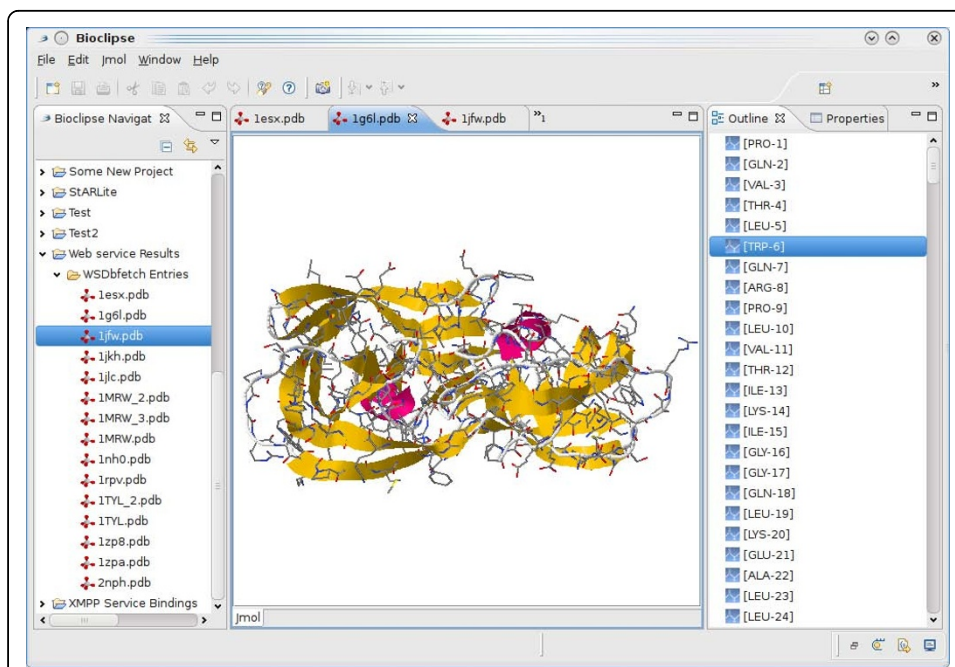 Bioclipse
File Edit Jmol Window Help
Bioclipse Navigat
Some New Project
StARLite
Test
Test2
Web service Results
WSDbfetch Entries
1esx.pdb
1g6l.pdb
1jfw.pdb
1jkh.pdb
1jlc.pdb
1MRW_2.pdb
1MRW_3.pdb
1MRW.pdb
1nh0.pdb
1rpv.pdb
1TYL_2.pdb
1TYL.pdb
1zp8.pdb
1zpa.pdb
2nph.pdb
XMPP Service Bindings
1esx.pdb 1g6l.pdb 1jfw.pdb »1
Jmol
Outline Properties
[PRO-1]
[GLN-2]
[VAL-3]
[THR-4]
[LEU-5]
[TRP-6]
[GLN-7]
[ARG-8]
[PRO-9]
[LEU-10]
[VAL-11]
[THR-12]
[ILE-13]
[LYS-14]
[ILE-15]
[GLY-16]
[GLY-17]
[GLN-18]
[LEU-19]
[LYS-20]
[GLU-21]
[ALA-22]
[LEU-23]
[LEU-24]